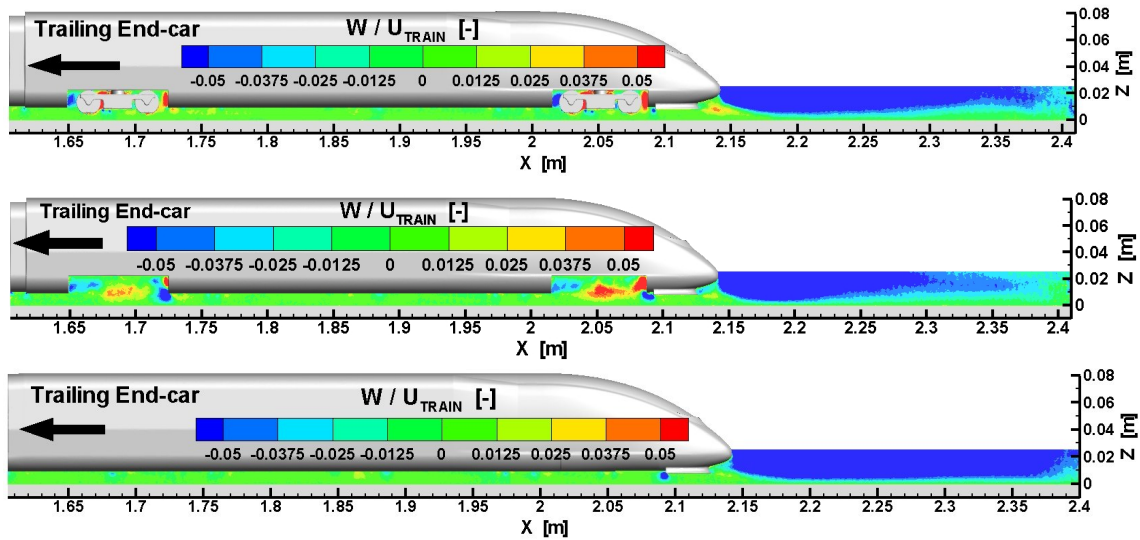 Trailing End-car W / U_TRAIN [-] 0.08
0.06
-0.05 -0.0375 -0.025 -0.0125 0 0.0125 0.025 0.0375 0.05 0.04
0.02
0
Z [m]
1.65 1.7 1.75 1.8 1.85 1.9 1.95 2 2.05 2.1 2.15 2.2 2.25 2.3 2.35 2.4
X [m]
Trailing End-car W / U_TRAIN [-] 0.08
0.06
-0.05 -0.0375 -0.025 -0.0125 0 0.0125 0.025 0.0375 0.05 0.04
0.02
0
Z [m]
1.65 1.7 1.75 1.8 1.85 1.9 1.95 2 2.05 2.1 2.15 2.2 2.25 2.3 2.35 2.4
X [m]
Trailing End-car W / U_TRAIN [-] 0.08
0.06
0.04
-0.05 -0.0375 -0.025 -0.0125 0 0.0125 0.025 0.0375 0.05 0.02
0
Z [m]
1.65 1.7 1.75 1.8 1.85 1.9 1.95 2 2.05 2.1 2.15 2.2 2.25 2.3 2.35 2.4
X [m]